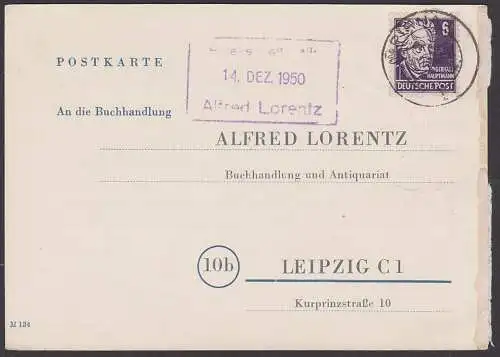 POSTKARTE
14. DEZ. 1950
Alfred Lorentz
6
GERHART
HAUPTMANN
DEUTSCHE POST
An die Buchhandlung
ALFRED LORENTZ
Buchhandlung und Antiquariat
10b
LEIPZIG C 1
Kurprinzstraße 10
M 134